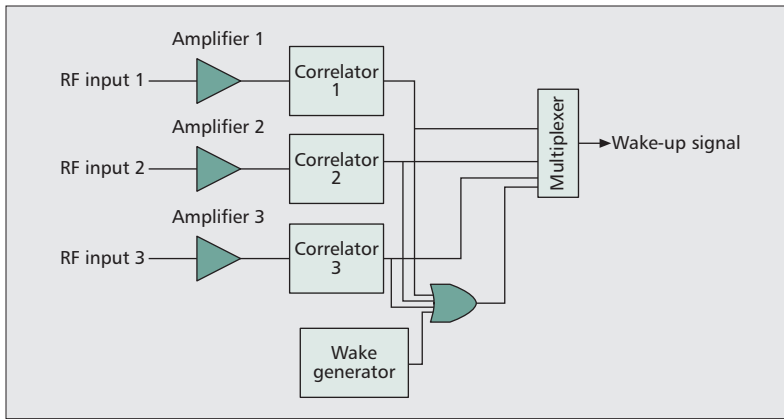 Amplifier 1
RF input 1
Correlator
1
Amplifier 2
RF input 2
Correlator
2
Amplifier 3
RF input 3
Correlator
3
Wake
generator
Multiplexer
Wake-up signal